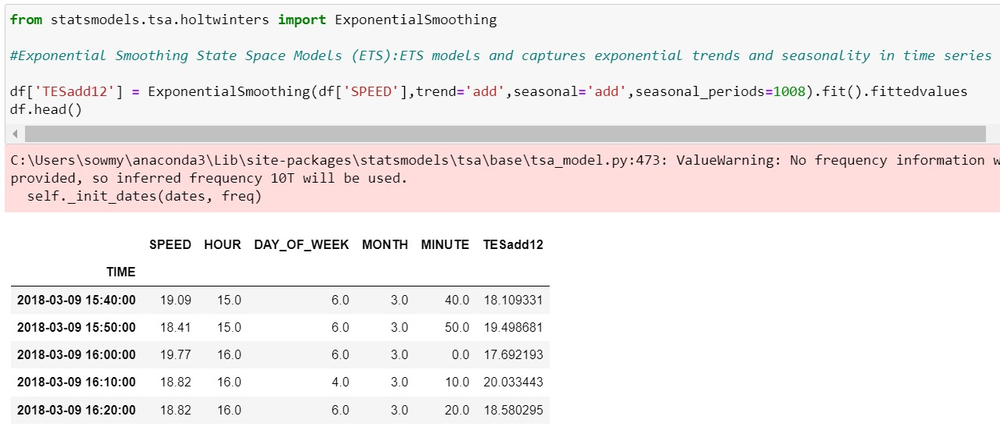 from statsmodels.tsa.holtwinters import ExponentialSmoothing
#Exponential Smoothing State Space Models (ETS):ETS models and captures exponential trends and seasonality in time series
df['TESadd12'] = ExponentialSmoothing(df['SPEED'],trend='add',seasonal='add',seasonal_periods=1008).fit().fittedvalues
df.head()
C:\Users\sowmy\anaconda3\Lib\site-packages\statsmodels\tsa\base\tsa_model.py:473: ValueWarning: No frequency information
provided, so inferred frequency 10T will be used.
self._init_dates(dates, freq)
SPEED HOUR DAY_OF_WEEK MONTH MINUTE TESadd12
TIME
2018-03-09 15:40:00 19.09 15.0 6.0 3.0 40.0 18.109331
2018-03-09 15:50:00 18.41 15.0 6.0 3.0 50.0 19.498681
2018-03-09 16:00:00 19.77 16.0 6.0 3.0 0.0 17.692193
2018-03-09 16:10:00 18.82 16.0 4.0 3.0 10.0 20.033443
2018-03-09 16:20:00 18.82 16.0 6.0 3.0 20.0 18.580295